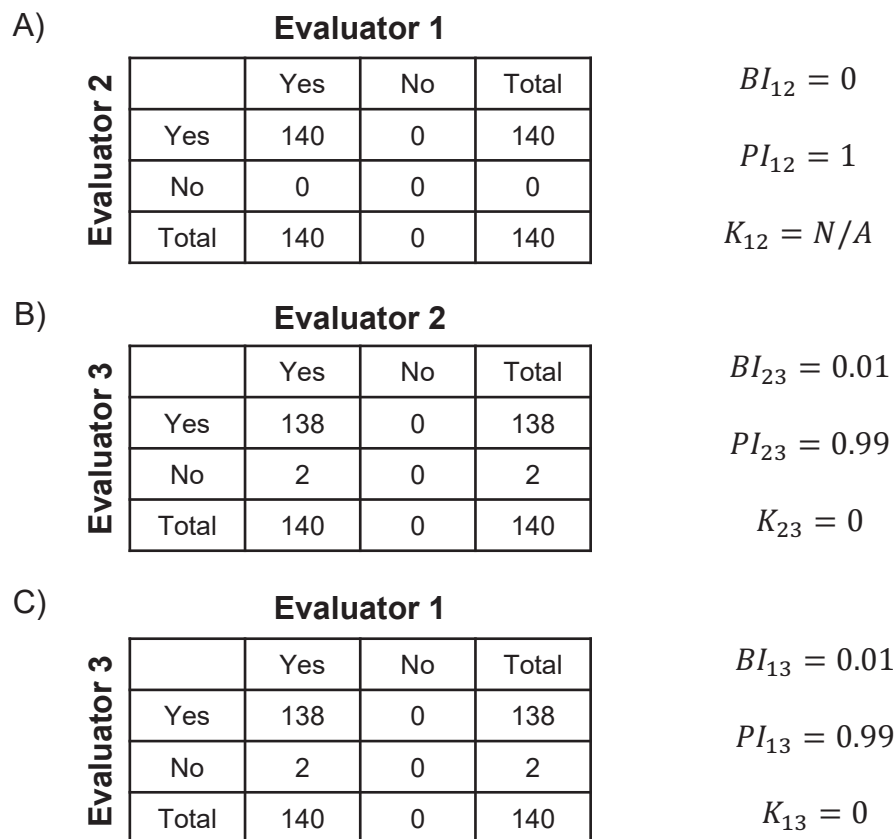 A)
Evaluator 1
Evaluator 2
Yes No Total
Yes 140 0 140
No 0 0 0
Total 140 0 140
BI₁₂ = 0
PI₁₂ = 1
K₁₂ = N/A
B)
Evaluator 2
Evaluator 3
Yes No Total
Yes 138 0 138
No 2 0 2
Total 140 0 140
BI₂₃ = 0.01
PI₂₃ = 0.99
K₂₃ = 0
C)
Evaluator 1
Evaluator 3
Yes No Total
Yes 138 0 138
No 2 0 2
Total 140 0 140
BI₁₃ = 0.01
PI₁₃ = 0.99
K₁₃ = 0